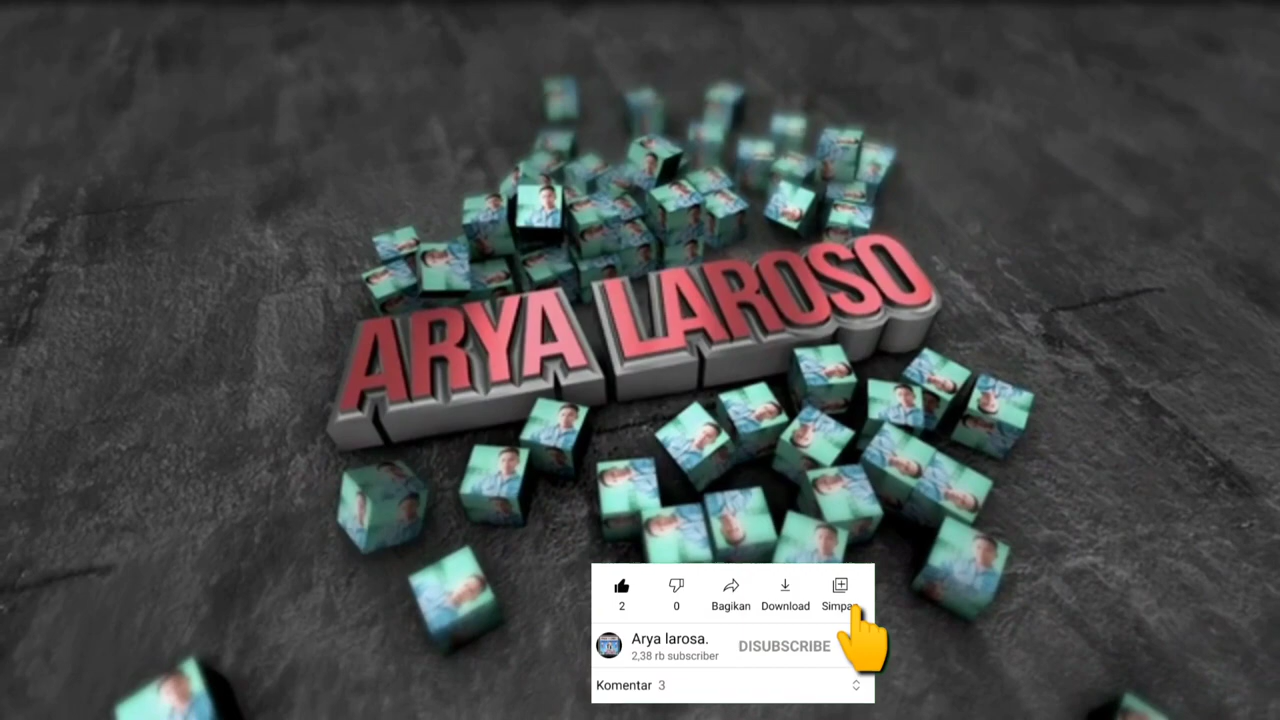 ARYA LAROSO
2
0
Bagikan
Download
Arya larosa.
DISUBSCRIBE
2,38 rb subscriber
Komentar 3